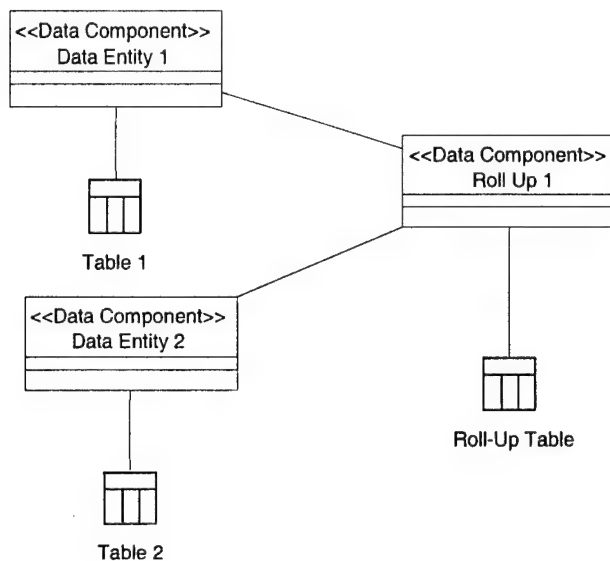 <<Data Component>>
Data Entity 1
<<Data Component>>
Roll Up 1
Table 1
<<Data Component>>
Data Entity 2
Roll-Up Table
Table 2